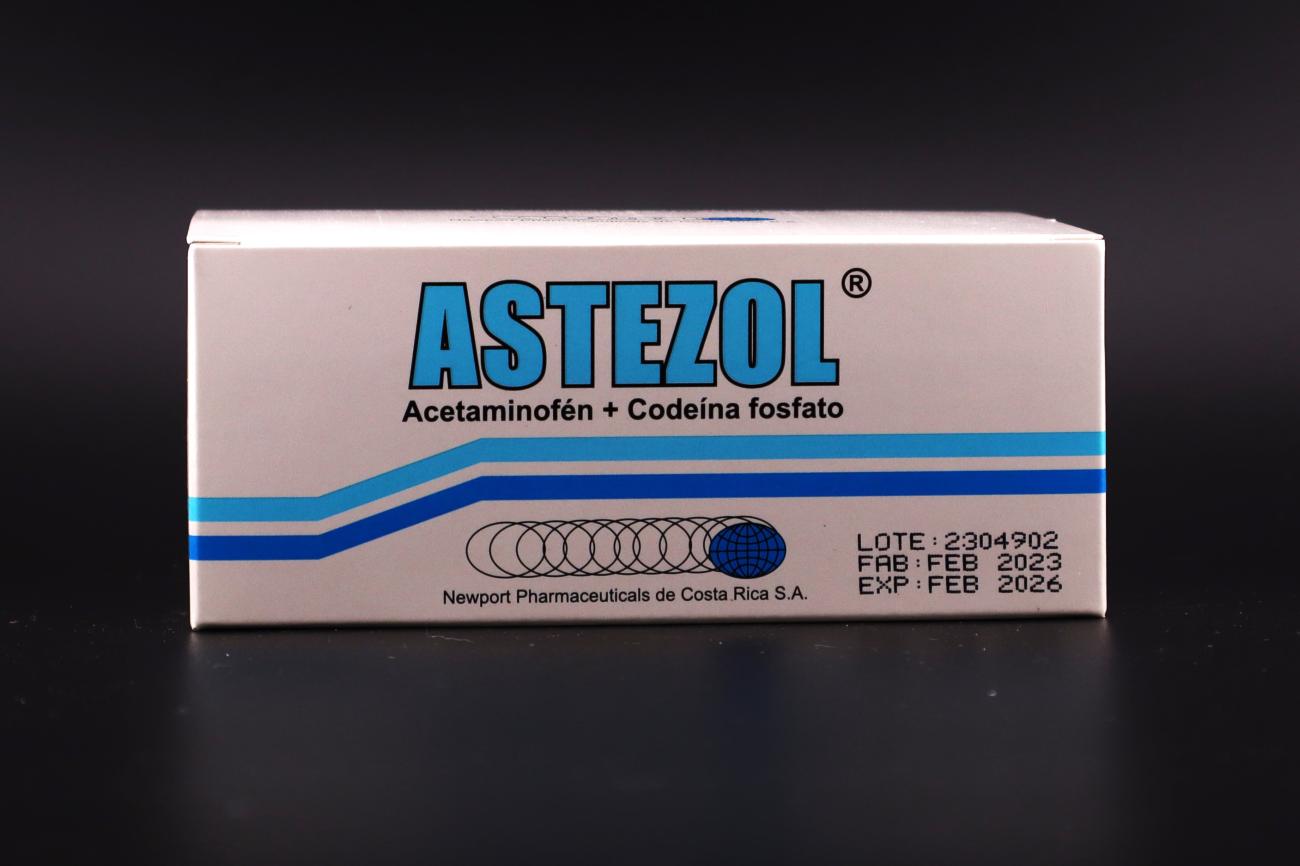 ASTEZOL®
Acetaminofén + Codeína fosfato
Newport Pharmaceuticals de Costa Rica S.A.
LOTE:2304902
FAB:FEB 2023
EXP:FEB 2026